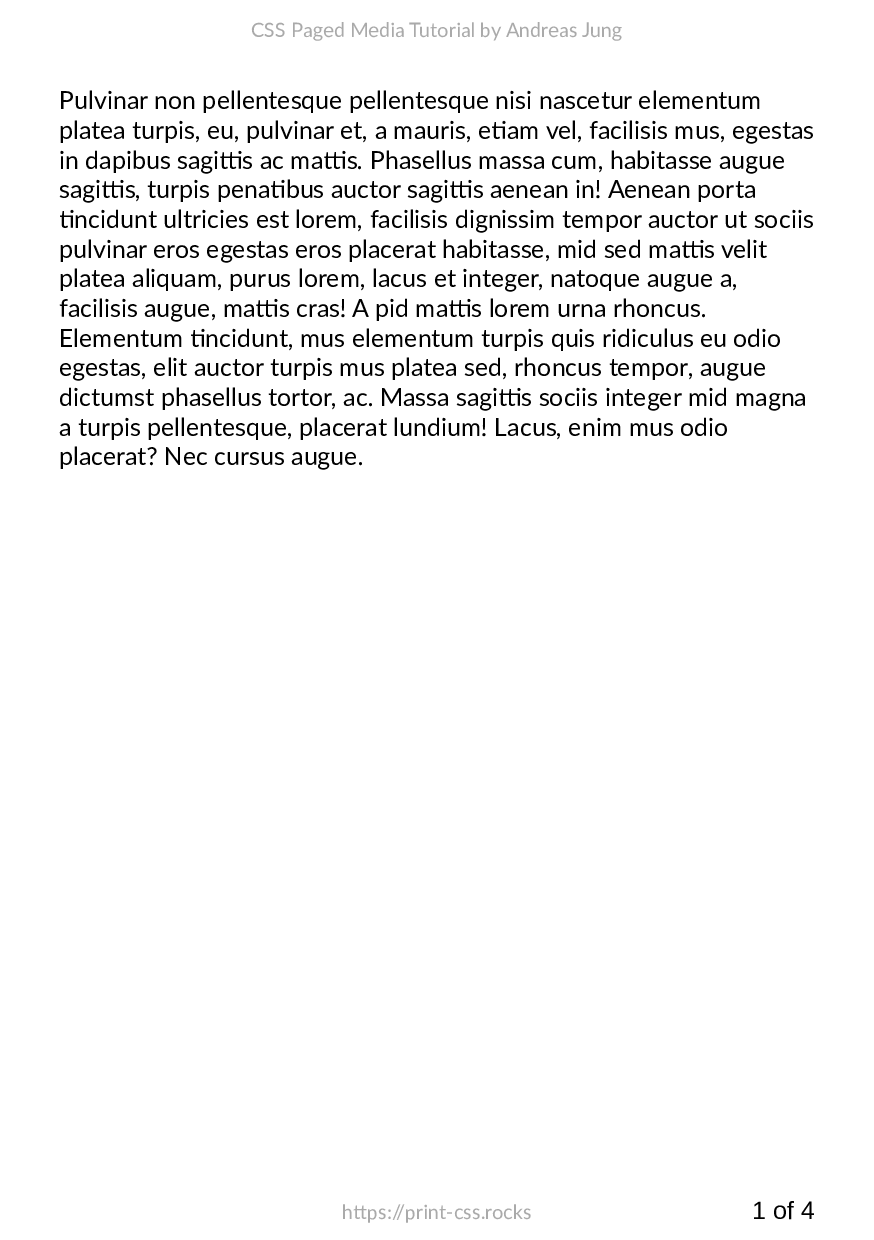 CSS Paged Media Tutorial by Andreas Jung
Pulvinar non pellentesque pellentesque nisi nascetur elementum
platea turpis, eu, pulvinar et, a mauris, etiam vel, facilisis mus, egestas
in dapibus sagittis ac mattis. Phasellus massa cum, habitasse augue
sagittis, turpis penatibus auctor sagittis aenean in! Aenean porta
tincidunt ultricies est lorem, facilisis dignissim tempor auctor ut sociis
pulvinar eros egestas eros placerat habitasse, mid sed mattis velit
platea aliquam, purus lorem, lacus et integer, natoque augue a,
facilisis augue, mattis cras! A pid mattis lorem urna rhoncus.
Elementum tincidunt, mus elementum turpis quis ridiculus eu odio
egestas, elit auctor turpis mus platea sed, rhoncus tempor, augue
dictumst phasellus tortor, ac. Massa sagittis sociis integer mid magna
a turpis pellentesque, placerat lundium! Lacus, enim mus odio
placerat? Nec cursus augue.
https://print-css.rocks
1 of 4